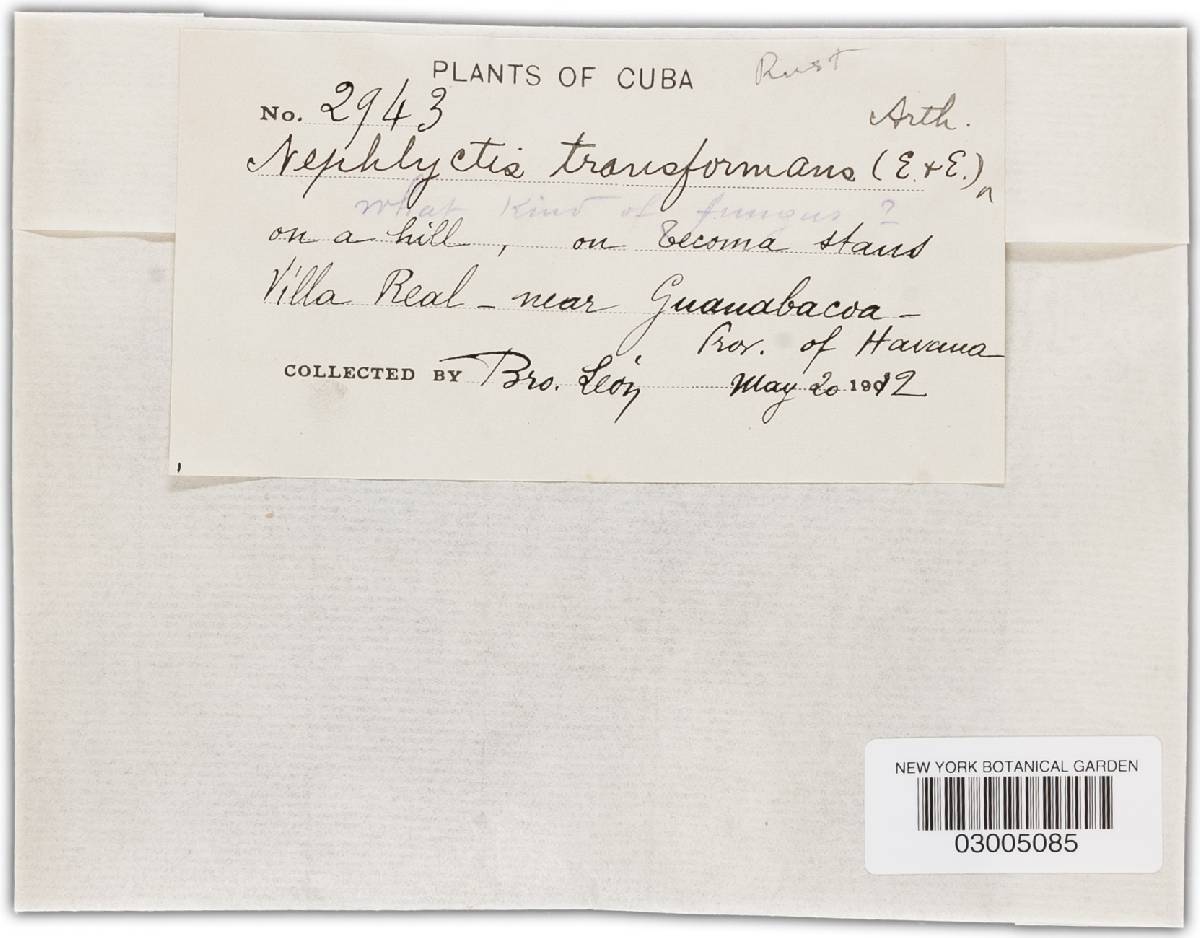 PLANTS OF CUBA Rust
No. 2943 Arth.
Nephlyctis transformans (E. & E.)
What kind of fungus?
on a hill, on Tecoma stans
Villa Real - near Guanabacoa -
Prov. of Havana
COLLECTED BY Bro. León May 20 1912
NEW YORK BOTANICAL GARDEN
03005085